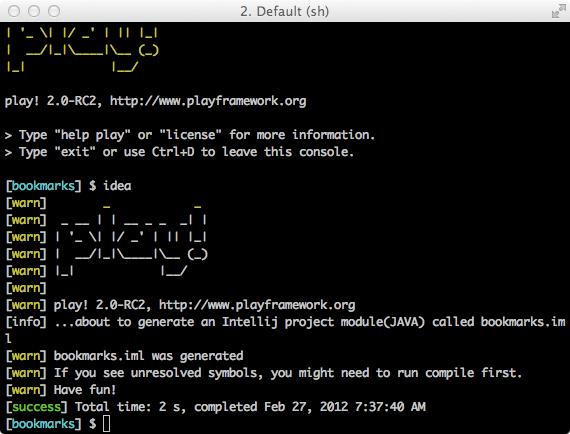 2. Default (sh)
| '_ \| |/ _' | || |_|
|  __/|_|\____|\__ (_)
|_|            |__/
play! 2.0-RC2, http://www.playframework.org
> Type "help play" or "license" for more information.
> Type "exit" or use Ctrl+D to leave this console.
[bookmarks] $ idea
[warn]        _            _
[warn]  _ __ | | __ _ _  _| |
[warn] | '_ \| |/ _' | || |_|
[warn] |  __/|_|\____|\__ (_)
[warn] |_|            |__/
[warn]
[warn] play! 2.0-RC2, http://www.playframework.org
[info] ...about to generate an Intellij project module(JAVA) called bookmarks.im
l
[warn] bookmarks.iml was generated
[warn] If you see unresolved symbols, you might need to run compile first.
[warn] Have fun!
[success] Total time: 2 s, completed Feb 27, 2012 7:37:40 AM
[bookmarks] $